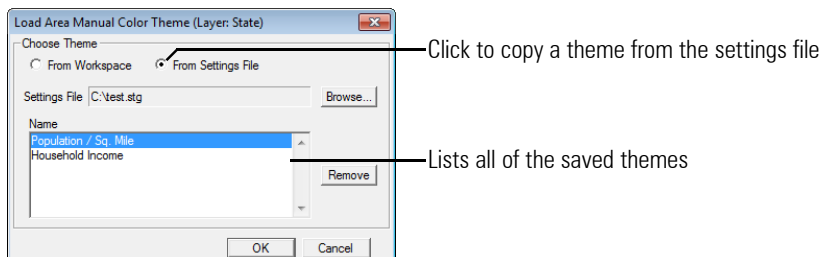 Load Area Manual Color Theme (Layer: State)
Choose Theme
From Workspace From Settings File
Click to copy a theme from the settings file
Settings File C:\test.stg Browse...
Name
Population / Sq. Mile
Household Income
Lists all of the saved themes
Remove
OK Cancel